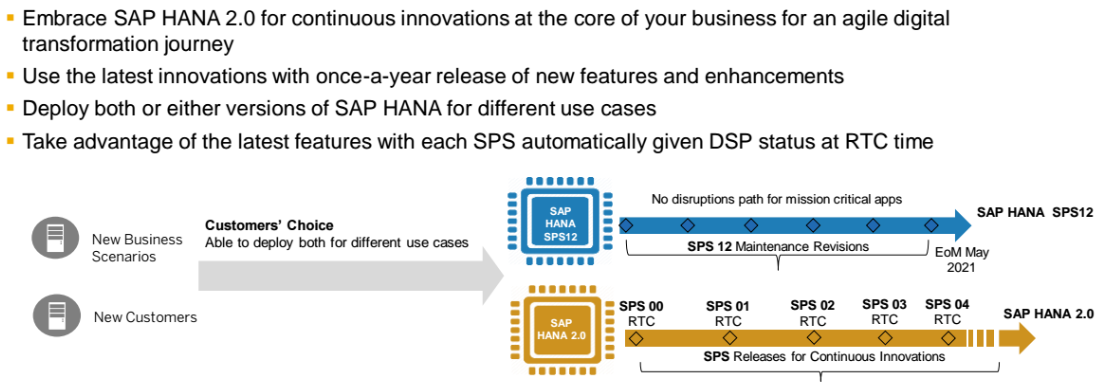 Embrace SAP HANA 2.0 for continuous innovations at the core of your business for an agile digital
transformation journey
Use the latest innovations with once-a-year release of new features and enhancements
Deploy both or either versions of SAP HANA for different use cases
Take advantage of the latest features with each SPS automatically given DSP status at RTC time
New Business
Scenarios
New Customers
Customers' Choice
Able to deploy both for different use cases
SAP
HANA
SPS12
No disruptions path for mission critical apps
SAP HANA SPS12
SPS 12 Maintenance Revisions
EoM May
2021
SAP
HANA 2.0
SPS 00
RTC
SPS 01
RTC
SPS 02
RTC
SPS 03
RTC
SPS 04
RTC
SAP HANA 2.0
SPS Releases for Continuous Innovations